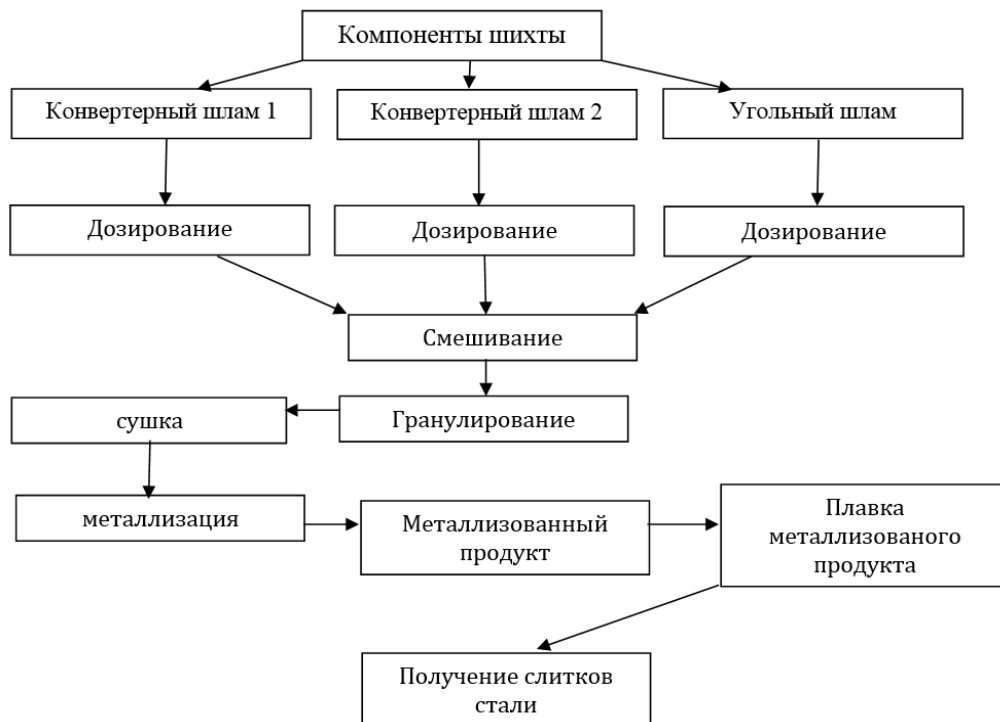 Компоненты шихты
Конвертерный шлам 1
Конвертерный шлам 2
Угольный шлам
Дозирование
Дозирование
Дозирование
Смешивание
Гранулирование
сушка
металлизация
Металлизованный
продукт
Плавка
металлизованого
продукта
Получение слитков
стали